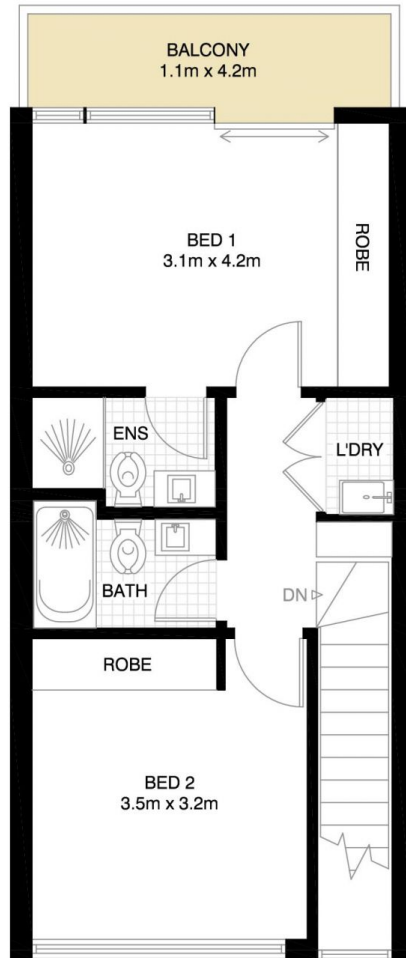 BALCONY
1.1m x 4.2m
BED 1
3.1m x 4.2m
ROBE
ENS
L'DRY
BATH
DN
ROBE
BED 2
3.5m x 3.2m